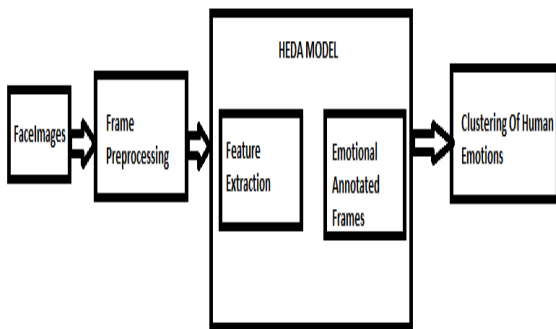 HEDA MODEL
FaceImages
Frame
Preprocessing
Feature
Extraction
Emotional
Annotated
Frames
Clustering Of Human
Emotions